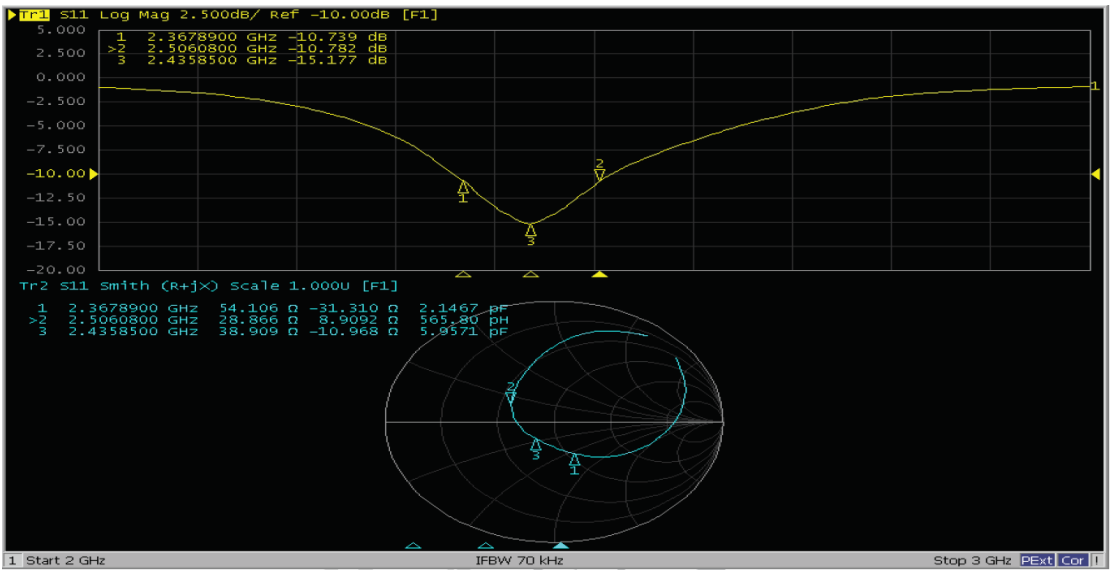 Tr1 S11 Log Mag 2.500dB/ Ref -10.00dB [F1]
5.000
2.500
0.000
-2.500
-5.000
-7.500
-10.00
-12.50
-15.00
-17.50
-20.00
1 2.3678900 GHz -10.739 dB
>2 2.5060800 GHz -10.782 dB
3 2.4358500 GHz -15.177 dB
1
2
1
3
Tr2 S11 Smith (R+jX) Scale 1.000U [F1]
1 2.3678900 GHz 54.106 Ω -31.310 Ω 2.1467 pF
>2 2.5060800 GHz 28.866 Ω 8.9092 Ω 565.80 pH
3 2.4358500 GHz 38.909 Ω -10.968 Ω 5.9571 pF
2
3
1
1 Start 2 GHz IFBW 70 kHz Stop 3 GHz PExt Cor !